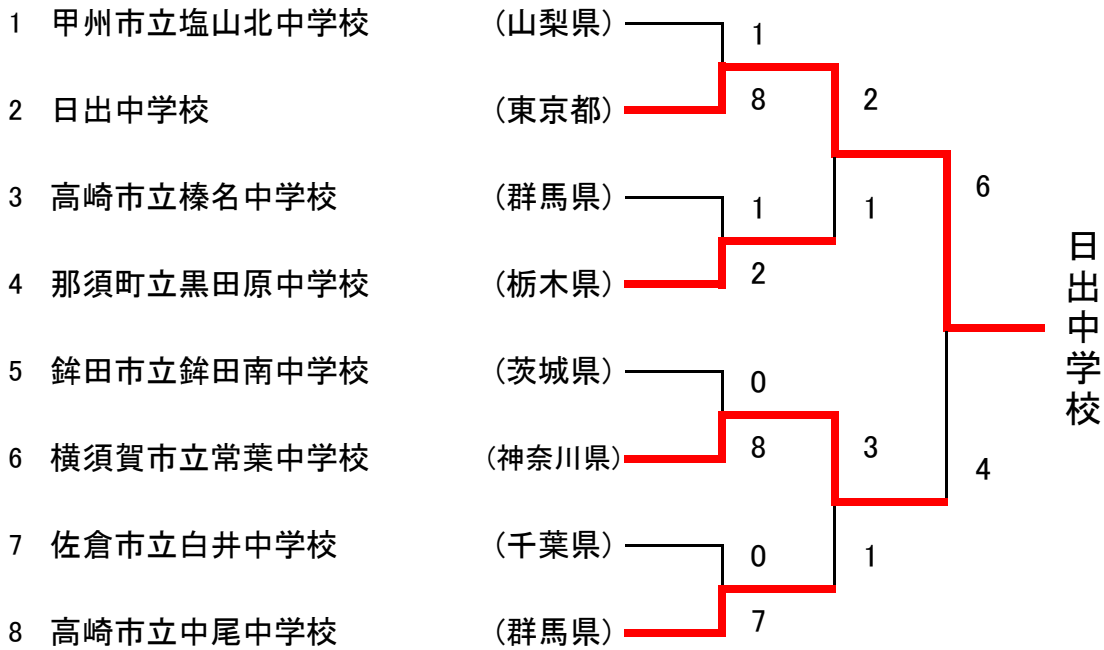 1 甲州市立塩山北中学校 (山梨県) 1
2 日出中学校 (東京都) 8 2
3 高崎市立榛名中学校 (群馬県) 1 1 6
4 那須町立黒田原中学校 (栃木県) 2
日出中学校
5 鉾田市立鉾田南中学校 (茨城県) 0
6 横須賀市立常葉中学校 (神奈川県) 8 3 4
7 佐倉市立臼井中学校 (千葉県) 0 1
8 高崎市立中尾中学校 (群馬県) 7